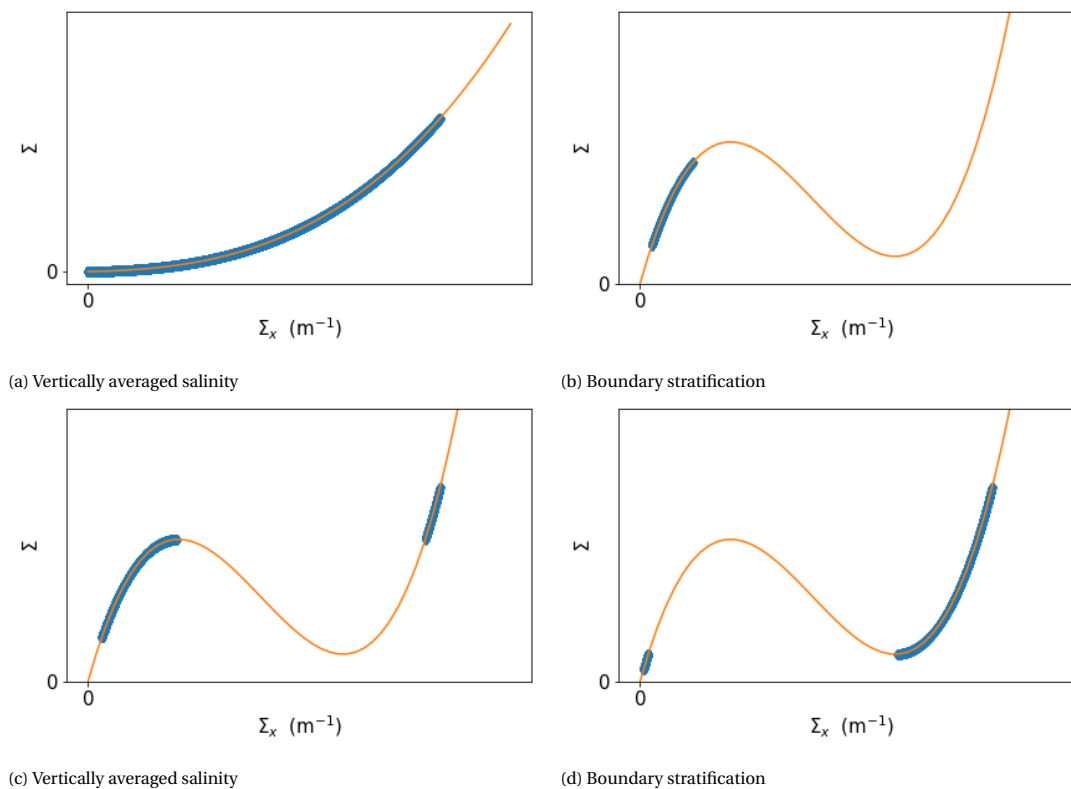 Σ
0
0
Σₓ (m⁻¹)
(a) Vertically averaged salinity
Σ
0
0
Σₓ (m⁻¹)
(b) Boundary stratification
Σ
0
0
Σₓ (m⁻¹)
(c) Vertically averaged salinity
Σ
0
0
Σₓ (m⁻¹)
(d) Boundary stratification